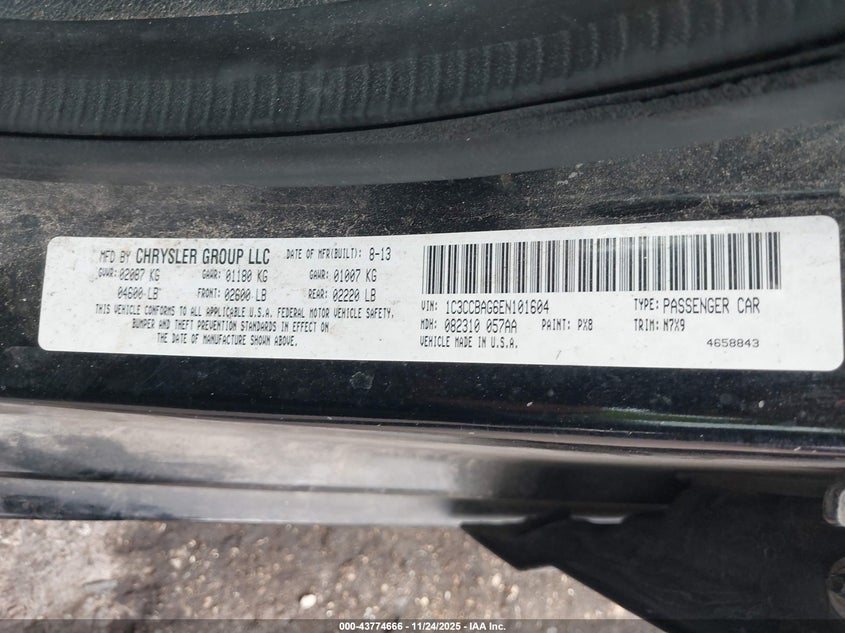 MFD BY CHRYSLER GROUP LLC DATE OF MFR(BUILT): 8-13
GVWR:02087 KG GAWR:01180 KG GAWR:01007 KG
04600 LB FRONT:02600 LB REAR:02220 LB
THIS VEHICLE CONFORMS TO ALL APPLICABLE U.S.A. FEDERAL MOTOR VEHICLE SAFETY,
BUMPER AND THEFT PREVENTION STANDARDS IN EFFECT ON
THE DATE OF MANUFACTURE SHOWN ABOVE.
VIN: 1C3CCBAG6EN101604 TYPE: PASSENGER CAR
MDH: 082310 057AA PAINT: PX8 TRIM: N7X9
VEHICLE MADE IN U.S.A. 4658843
000-43774666 - 11/24/2025 - IAA Inc.